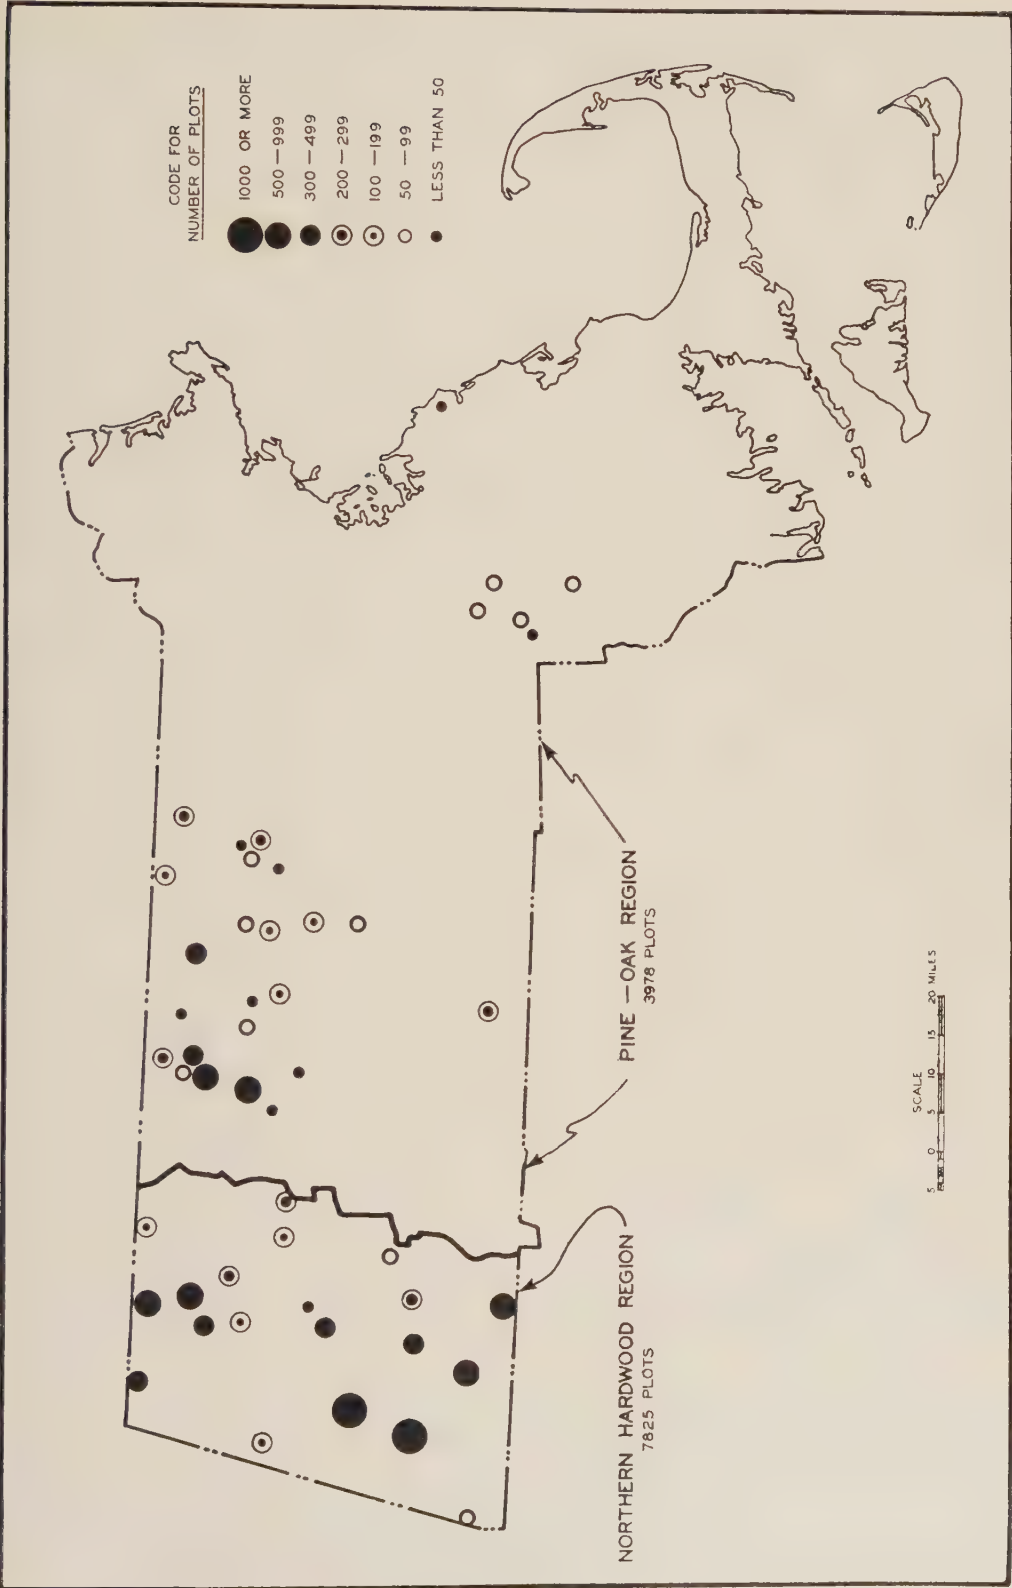 CODE FOR
NUMBER OF PLOTS
1000 OR MORE
500 — 999
300 — 499
200 — 299
100 — 199
50 — 99
LESS THAN 50
PINE — OAK REGION
3978 PLOTS
NORTHERN HARDWOOD REGION
7825 PLOTS
SCALE
5 0 5 10 15 20 MILES